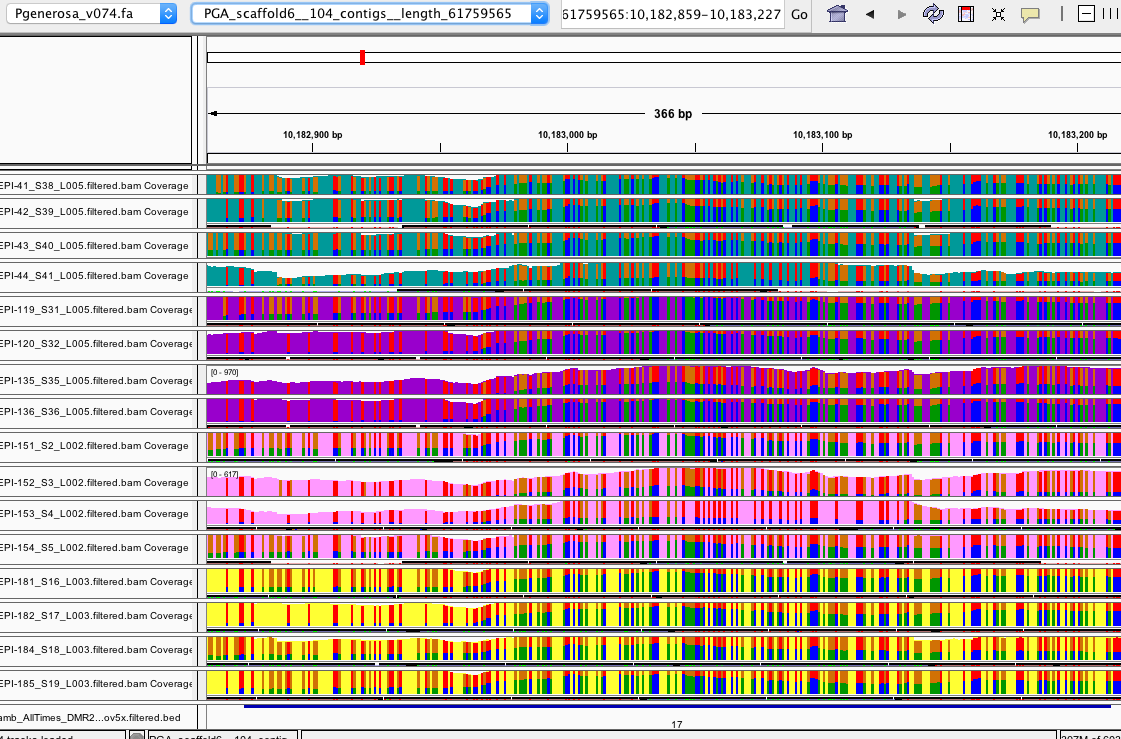 Pgenerosa_v074.fa PGA_scaffold6__104_contigs__length_61759565 61759565:10,182,859-10,183,227 Go
366 bp
10,182,900 bp 10,183,000 bp 10,183,100 bp 10,183,200 bp
EPI-41_S38_L005.filtered.bam Coverage
EPI-42_S39_L005.filtered.bam Coverage
EPI-43_S40_L005.filtered.bam Coverage
EPI-44_S41_L005.filtered.bam Coverage
EPI-119_S31_L005.filtered.bam Coverage
EPI-120_S32_L005.filtered.bam Coverage
[0 - 970]
EPI-135_S35_L005.filtered.bam Coverage
EPI-136_S36_L005.filtered.bam Coverage
EPI-151_S2_L002.filtered.bam Coverage
[0 - 617]
EPI-152_S3_L002.filtered.bam Coverage
EPI-153_S4_L002.filtered.bam Coverage
EPI-154_S5_L002.filtered.bam Coverage
EPI-181_S16_L003.filtered.bam Coverage
EPI-182_S17_L003.filtered.bam Coverage
EPI-184_S18_L003.filtered.bam Coverage
EPI-185_S19_L003.filtered.bam Coverage
amb_AllTimes_DMR2...ov5x.filtered.bed
17